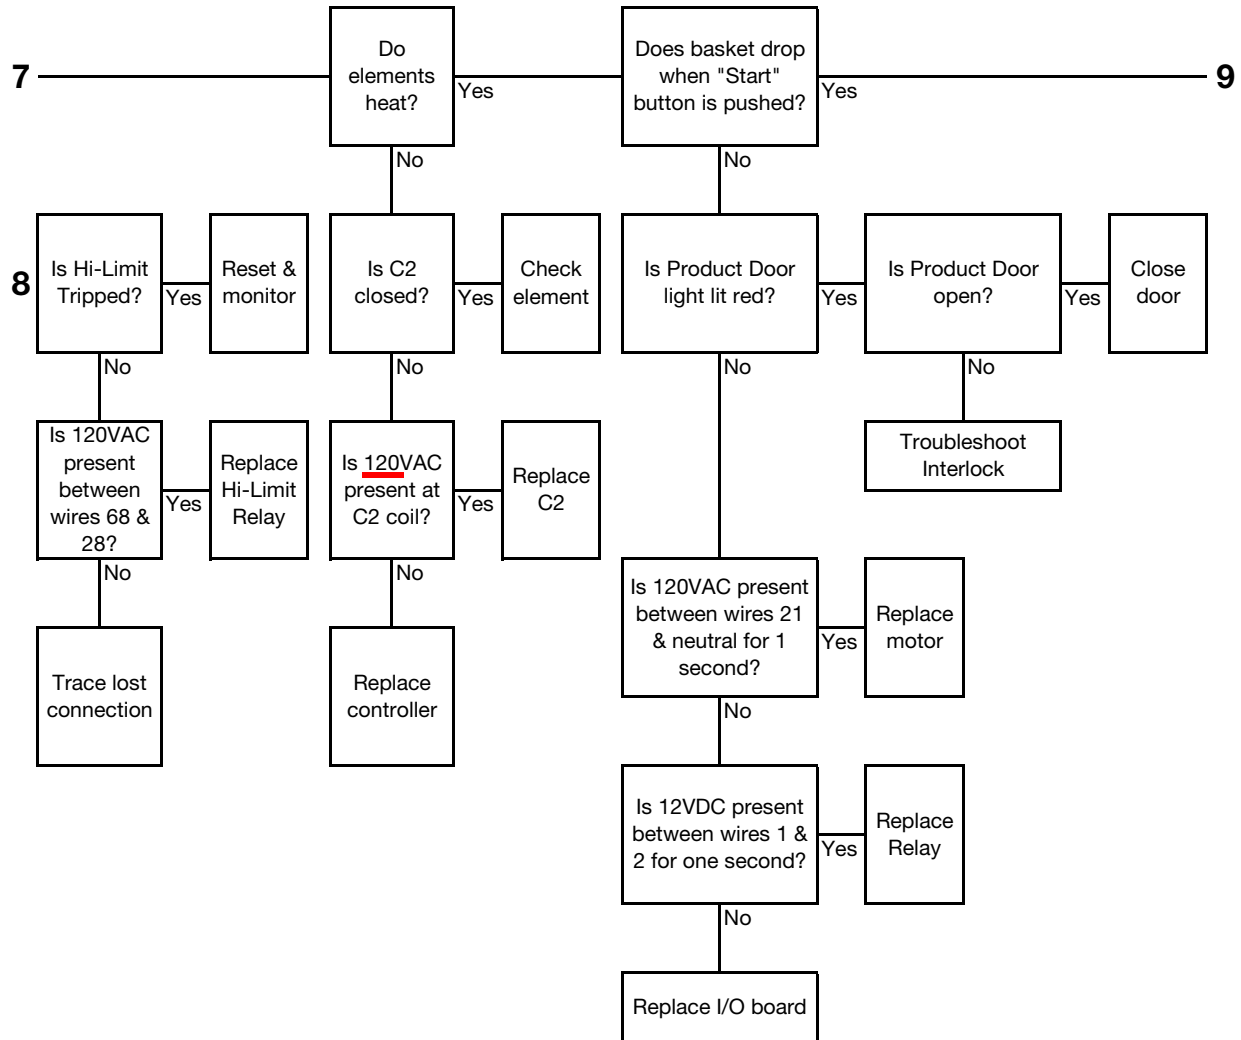 Do
elements
heat?
Does basket drop
when "Start"
button is pushed?
7
9
Yes
Yes
No
No
8
Is Hi-Limit
Tripped?
Yes
Reset &
monitor
Is C2
closed?
Yes
Check
element
Is Product Door
light lit red?
Yes
Is Product Door
open?
Yes
Close
door
No
No
No
No
Is 120VAC
present
between
wires 68 &
28?
Yes
Replace
Hi-Limit
Relay
Is 120VAC
present at
C2 coil?
Yes
Replace
C2
Troubleshoot
Interlock
No
No
Is 120VAC present
between wires 21
& neutral for 1
second?
Yes
Replace
motor
Trace lost
connection
Replace
controller
No
Is 12VDC present
between wires 1 &
2 for one second?
Yes
Replace
Relay
No
Replace I/O board